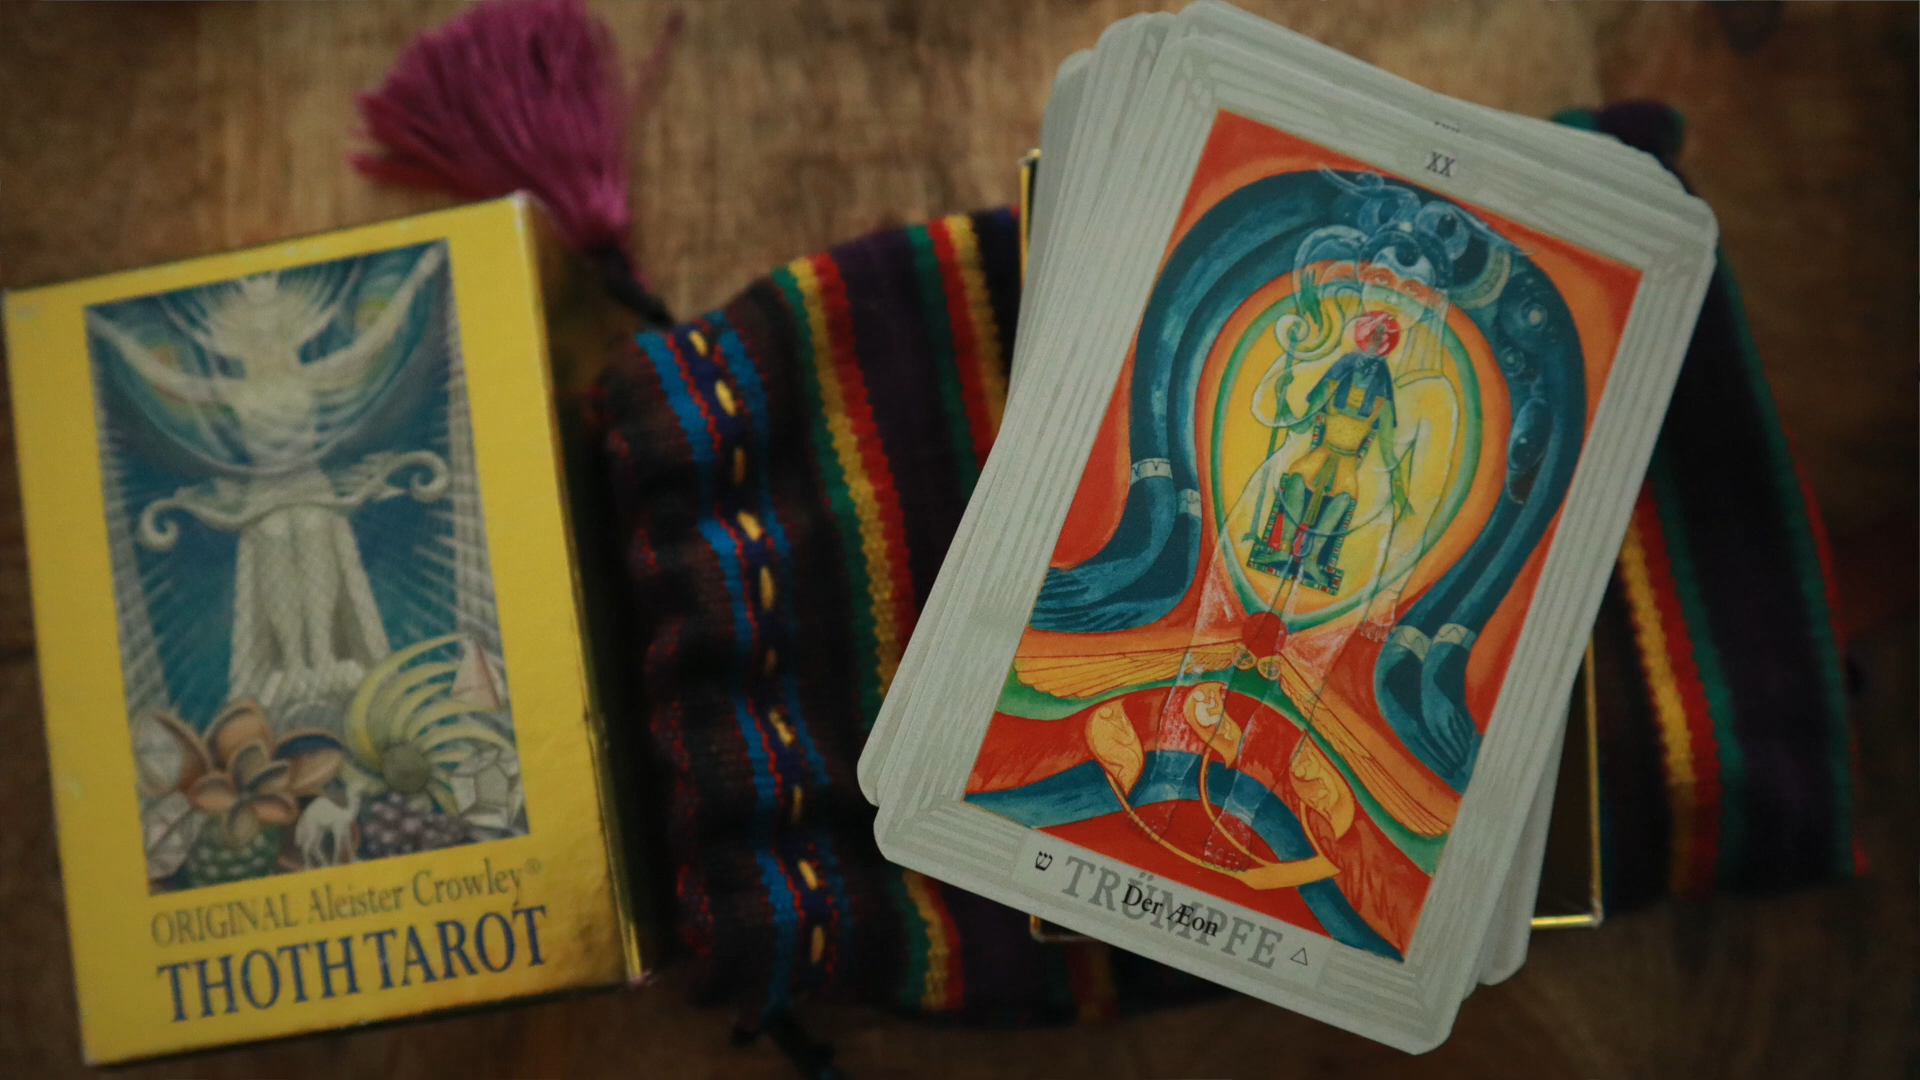 ORIGINAL Aleister Crowley®
THOTH TAROT
XX
ש
TRÜMPFE
Der Æon